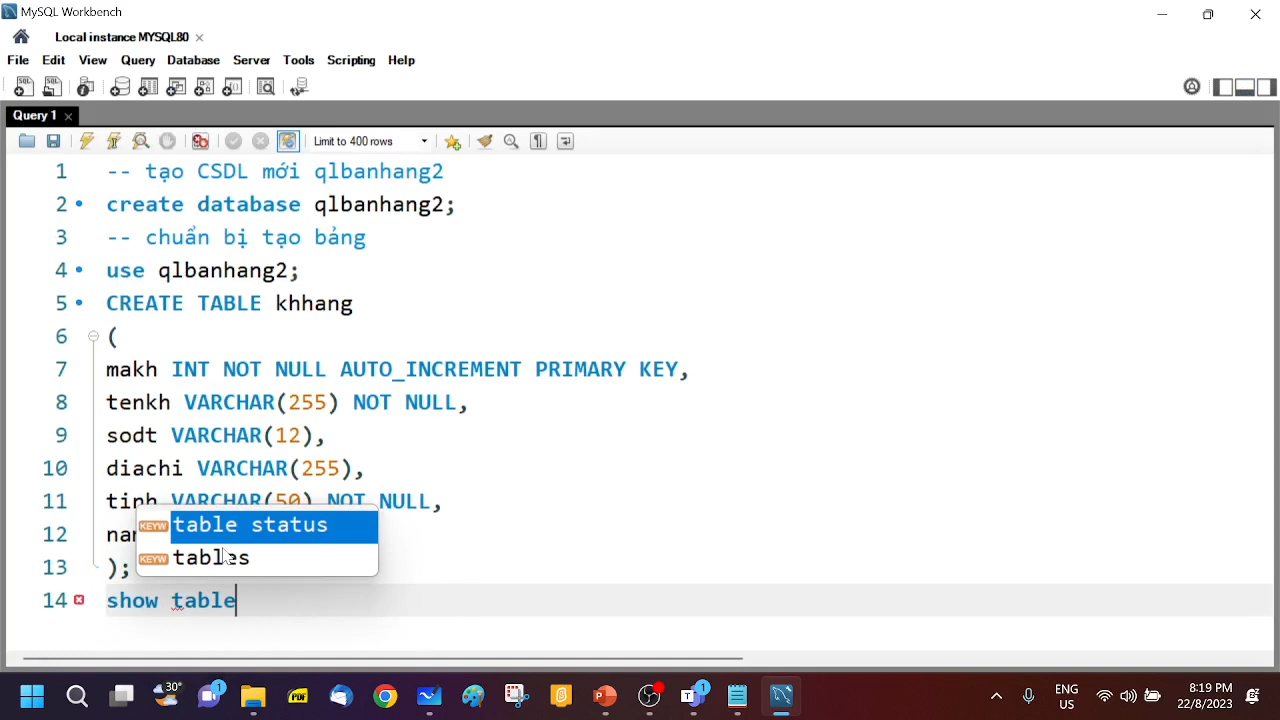 MySQL Workbench
Local instance MYSQL80
File Edit View Query Database Server Tools Scripting Help
Query 1
Limit to 400 rows
1 -- tạo CSDL mới qlbanhang2
2 create database qlbanhang2;
3 -- chuẩn bị tạo bảng
4 use qlbanhang2;
5 CREATE TABLE khhang
6 (
7 makh INT NOT NULL AUTO_INCREMENT PRIMARY KEY,
8 tenkh VARCHAR(255) NOT NULL,
9 sodt VARCHAR(12),
10 diachi VARCHAR(255),
11 tinh VARCHAR(50) NOT NULL,
KEYW table status
12
KEYW tables
13 );
14 show table
30°
1
PDF
1
ENG
US
8:19 PM
22/8/2023